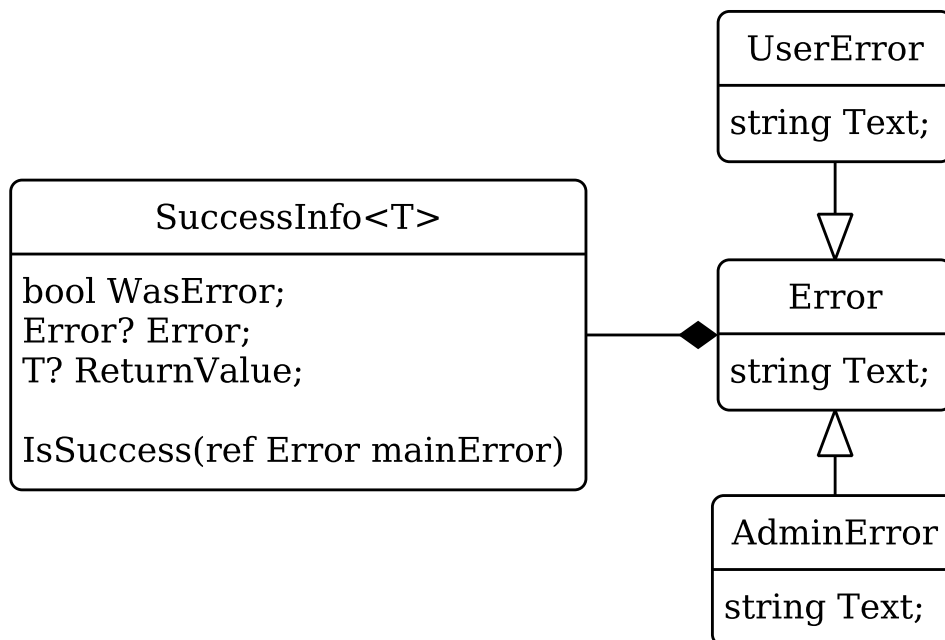 UserError
string Text;
SuccessInfo<T>
bool WasError;
Error? Error;
T? ReturnValue;
IsSuccess(ref Error mainError)
Error
string Text;
AdminError
string Text;